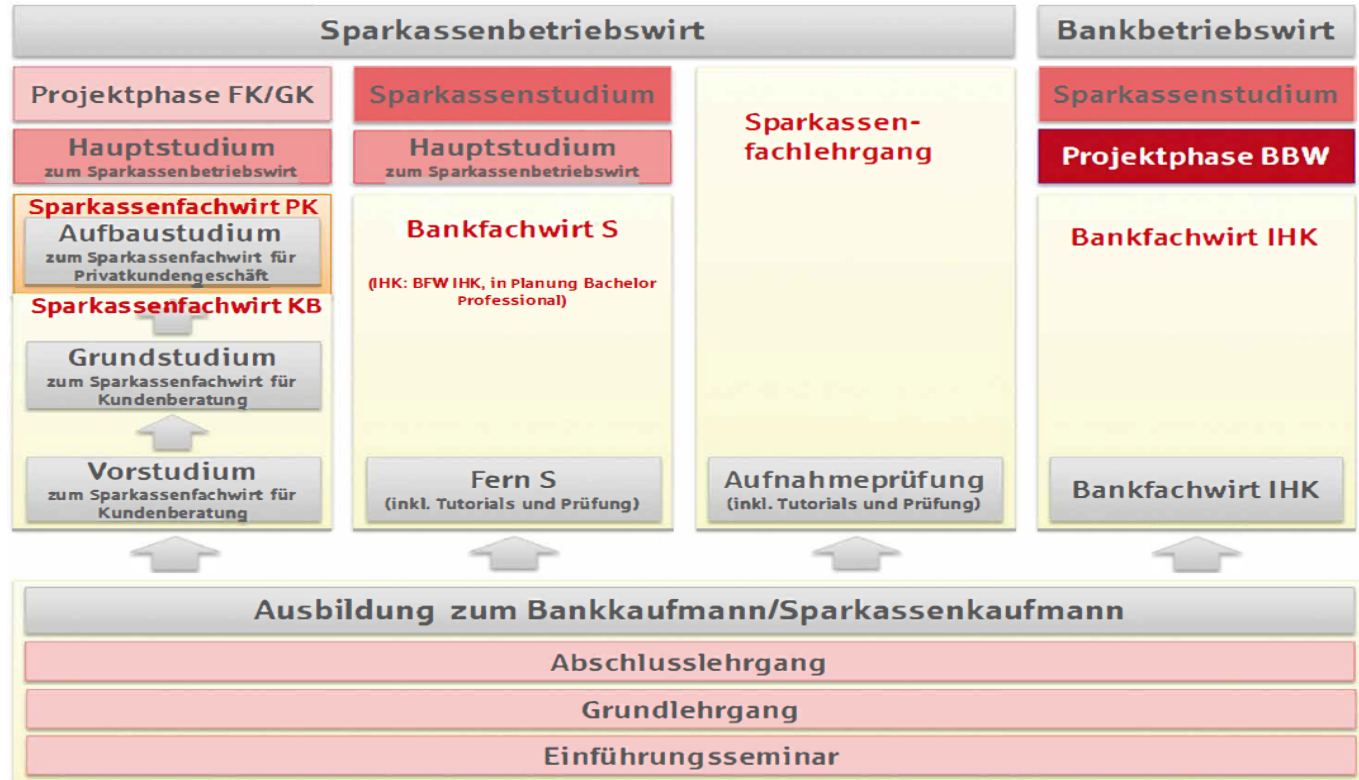 Sparkassenbetriebswirt
Bankbetriebswirt
Projektphase FK/GK
Hauptstudium
zum Sparkassenbetriebswirt
Sparkassenfachwirt PK
Aufbaustudium
zum Sparkassenfachwirt für
Privatkundengeschäft
Sparkassenfachwirt KB
Grundstudium
zum Sparkassenfachwirt für
Kundenberatung
Vorstudium
zum Sparkassenfachwirt für
Kundenberatung
Sparkassenstudium
Hauptstudium
zum Sparkassenbetriebswirt
Bankfachwirt S
(IHK: BFW IHK, in Planung Bachelor
Professional)
Fern S
(inkl. Tutorials und Prüfung)
Sparkassen-
fachlehrgang
Aufnahmeprüfung
(inkl. Tutorials und Prüfung)
Sparkassenstudium
Projektphase BBW
Bankfachwirt IHK
Bankfachwirt IHK
Ausbildung zum Bankkaufmann/Sparkassenkaufmann
Abschlusslehrgang
Grundlehrgang
Einführungsseminar